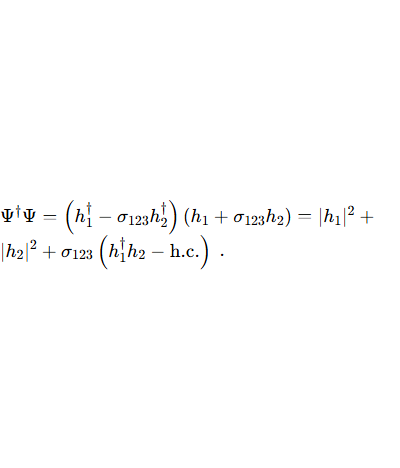 Ψ†Ψ = (h₁† − σ₁₂₃h₂†) (h₁ + σ₁₂₃h₂) = |h₁|² +
|h₂|² + σ₁₂₃ (h₁†h₂ − h.c.) .